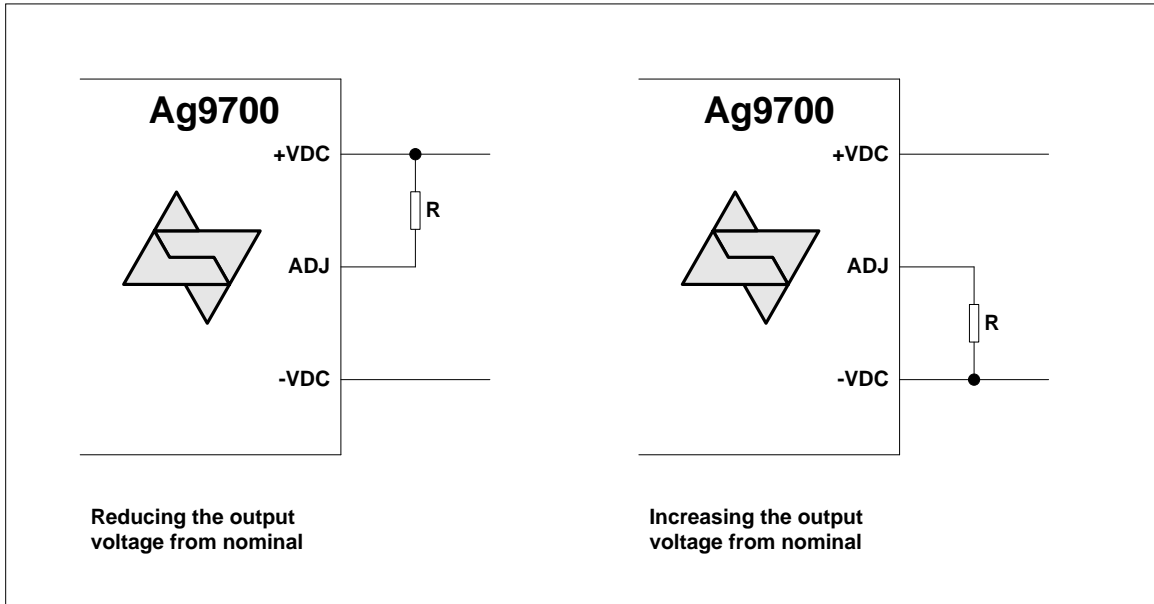 Ag9700
+VDC
R
ADJ
-VDC
Reducing the output
voltage from nominal
Ag9700
+VDC
ADJ
R
-VDC
Increasing the output
voltage from nominal